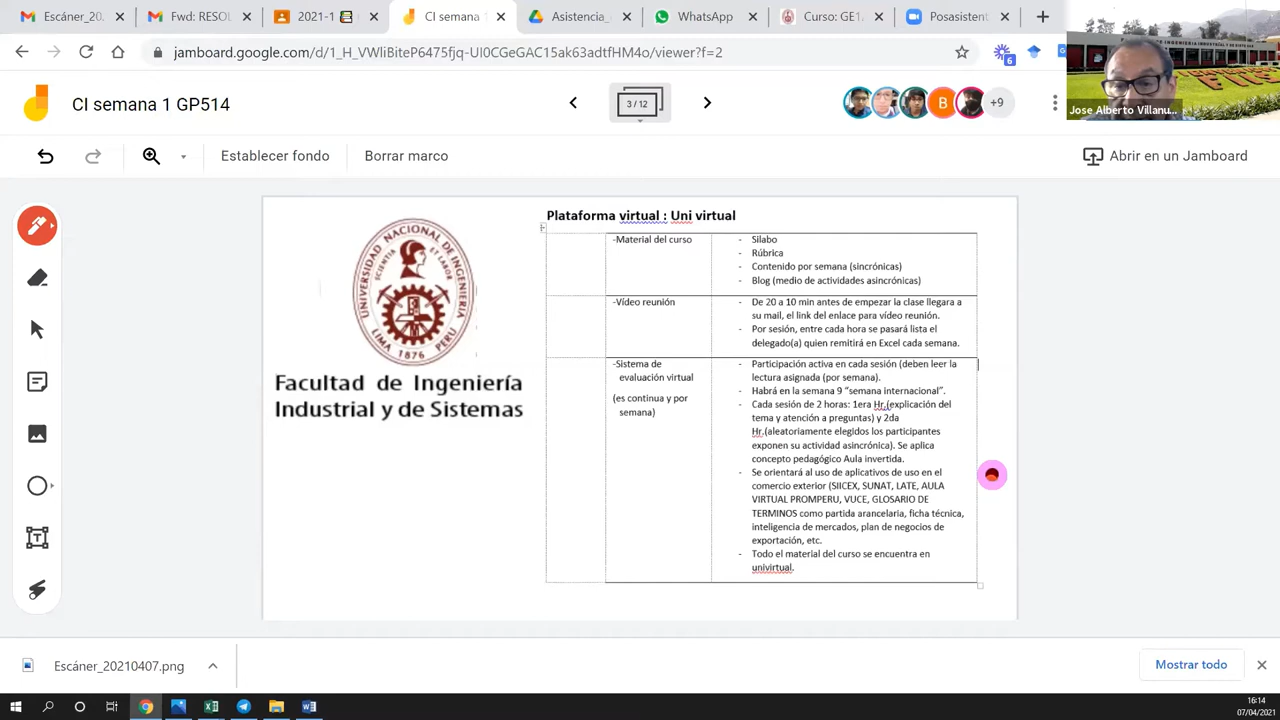 Escáner_20
Fwd: RESOL
2021-1
CI semana 1
Asistencia_
WhatsApp
Curso: GE1
Posasistent
jamboard.google.com/d/1_H_VWIiBiteP6475fjq-U
viewer?f=2
6
CI semana 1 GP514
3 / 12
B
+9
Jose Alberto Villanu...
Establecer fondo
Borrar marco
Abrir en un Jamboard
UNIVERSIDAD NACIONAL DE INGENIERIA
SCIENTIA ET LABOR
LIMA 1876 PERU
Facultad de Ingeniería
Industrial y de Sistemas
Plataforma virtual : Uni virtual
-Material del curso
- Silabo
- Rúbrica
- Contenido por semana (sincrónicas)
- Blog (medio de actividades asincrónicas)
-Vídeo reunión
- De 20 a 10 min antes de empezar la clase llegara a
su mail, el link del enlace para vídeo reunión.
- Por sesión, entre cada hora se pasará lista el
delegado(a) quien remitirá en Excel cada semana.
-Sistema de
evaluación virtual
(es continua y por
semana)
- Participación activa en cada sesión (deben leer la
lectura asignada (por semana).
- Habrá en la semana 9 “semana internacional”.
- Cada sesión de 2 horas: 1era Hr.(explicación del
tema y atención a preguntas) y 2da
Hr.(aleatoriamente elegidos los participantes
exponen su actividad asincrónica). Se aplica
concepto pedagógico Aula invertida.
- Se orientará al uso de aplicativos de uso en el
comercio exterior (SIICEX, SUNAT, LATE, AULA
VIRTUAL PROMPERU, VUCE, GLOSARIO DE
TERMINOS como partida arancelaria, ficha técnica,
inteligencia de mercados, plan de negocios de
exportación, etc.
- Todo el material del curso se encuentra en
univirtual.
Escáner_20210407.png
Mostrar todo
16:14
07/04/2021